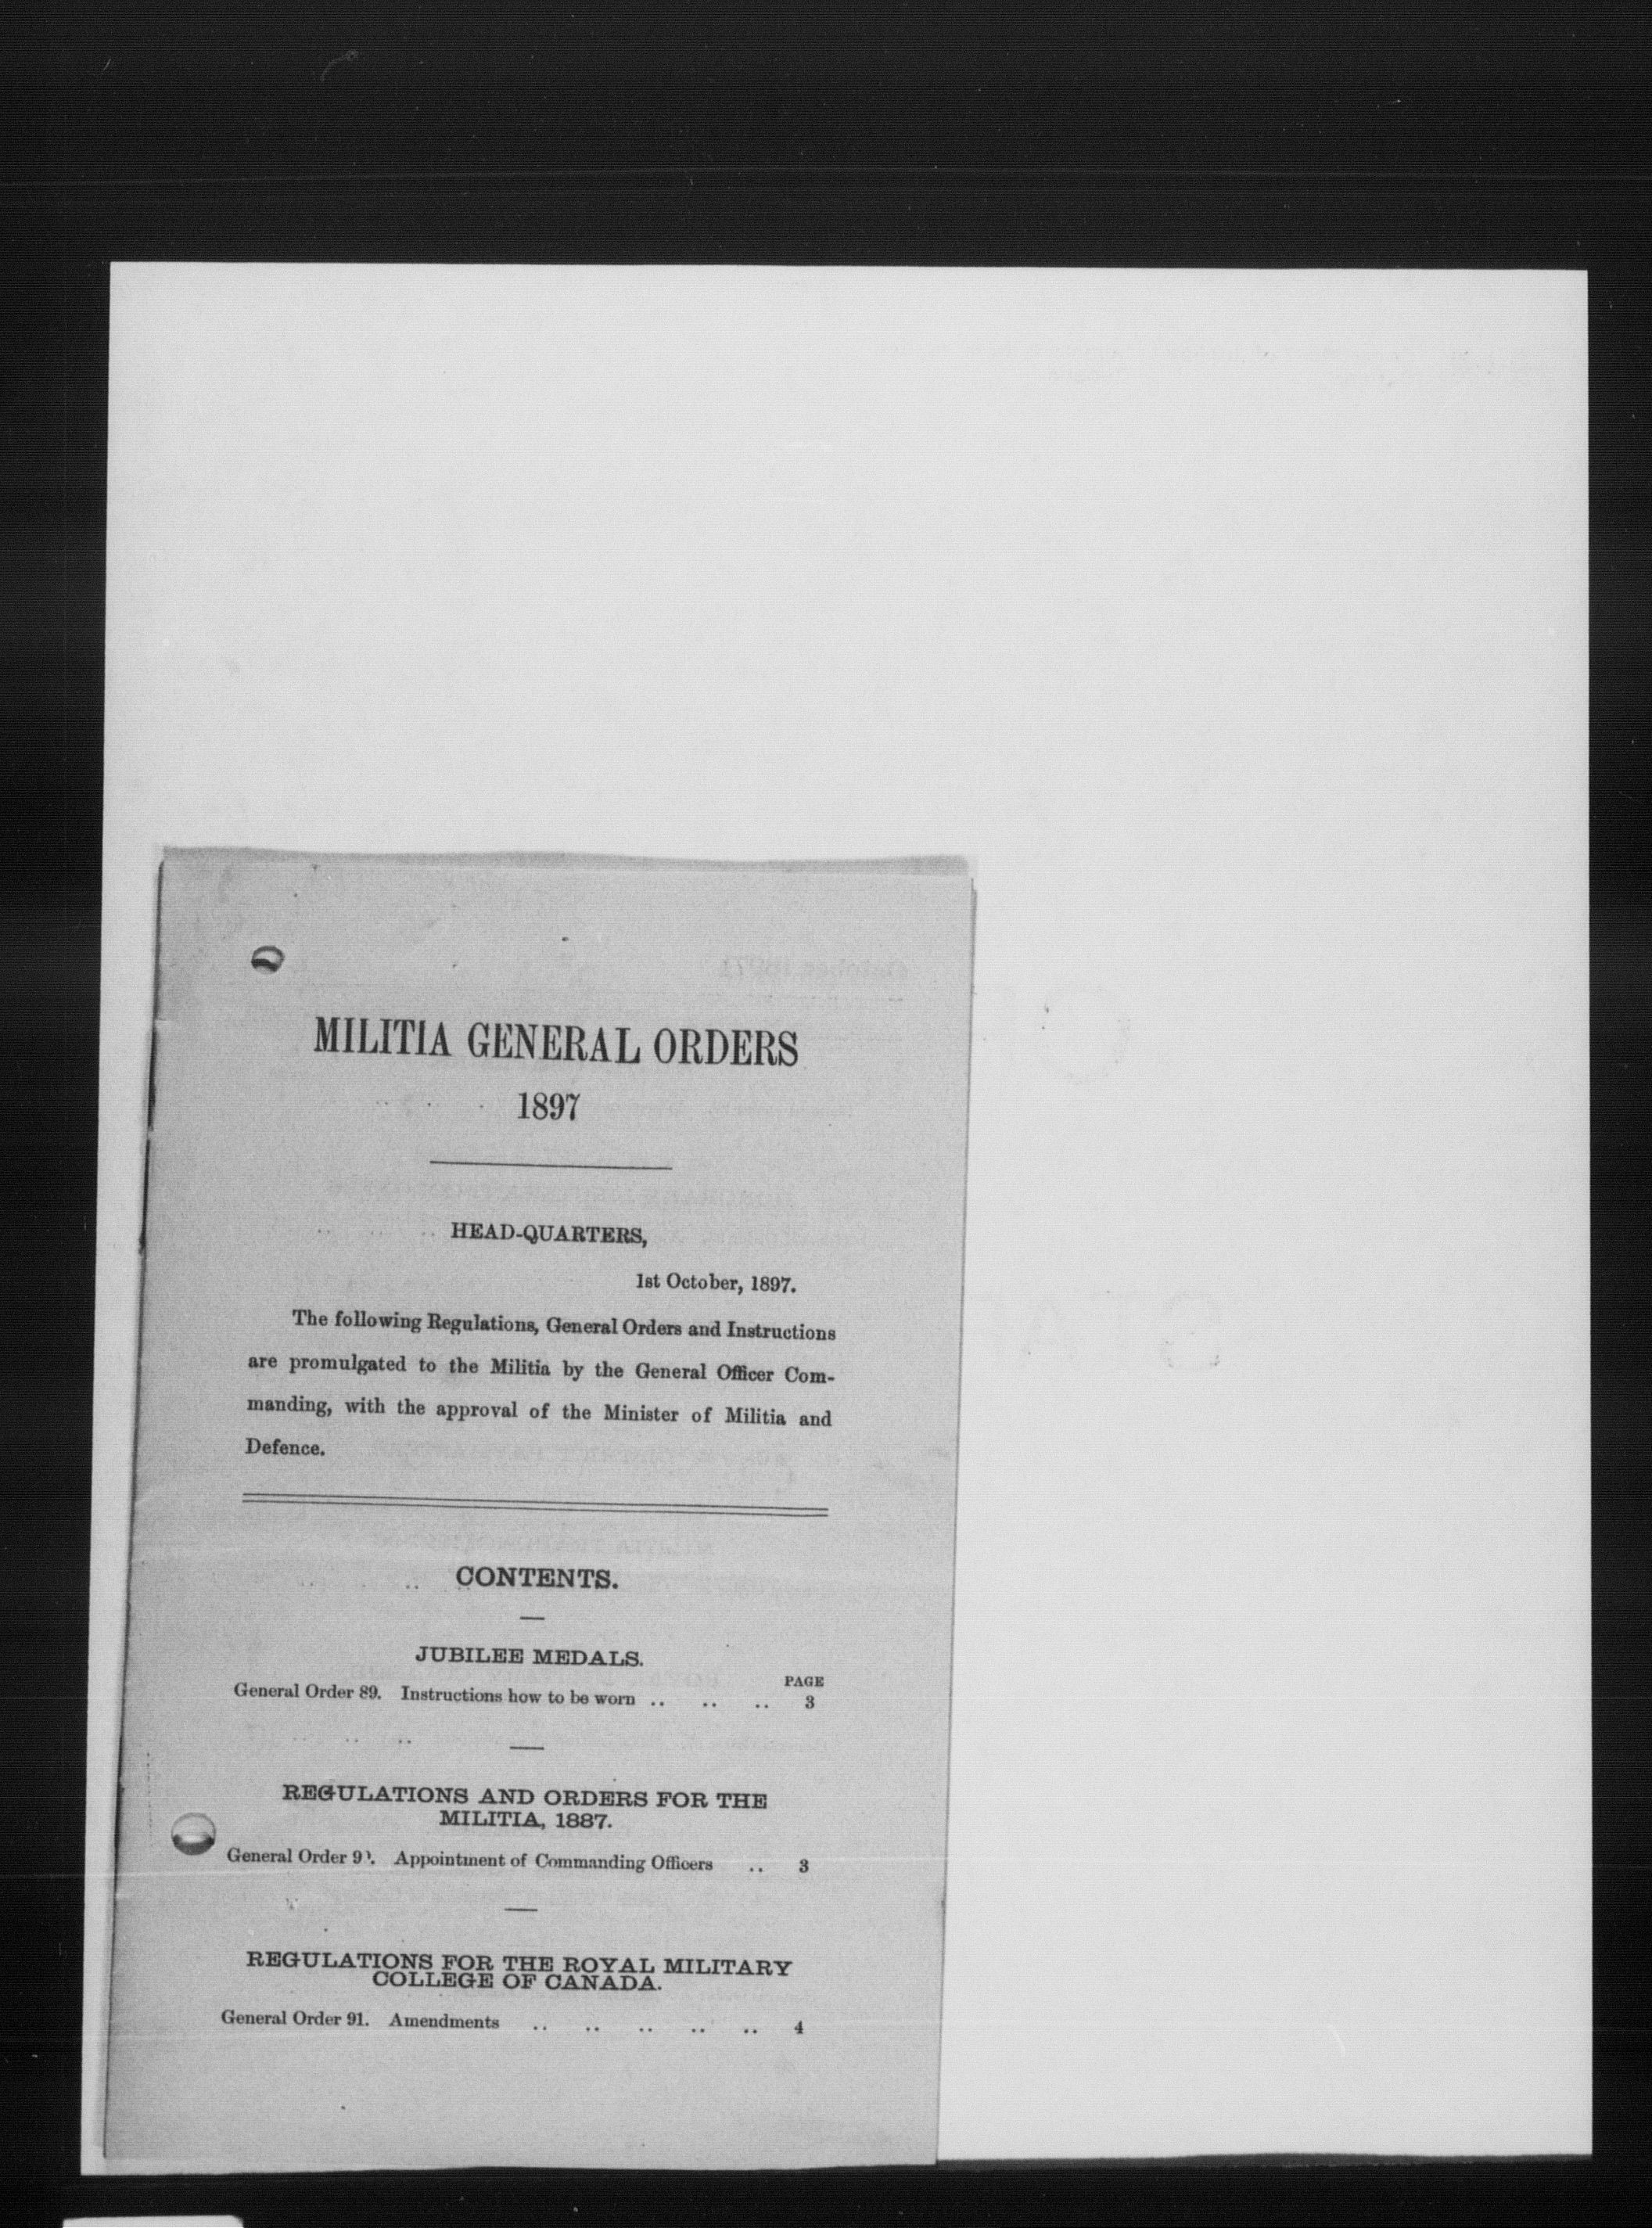 MILITIA GENERAL ORDERS
1897
HEAD-QUARTERS,
1st October, 1897.
The following Regulations, General Orders and Instructions
are promulgated to the Militia by the General Officer Com-
manding, with the approval of the Minister of Militia and
Defence.
CONTENTS.
JUBILEE MEDALS.
PAGE
General Order 89. Instructions how to be worn .. .. .. 3
REGULATIONS AND ORDERS FOR THE
MILITIA, 1887.
General Order 90. Appointment of Commanding Officers .. 3
REGULATIONS FOR THE ROYAL MILITARY
COLLEGE OF CANADA.
General Order 91. Amendments .. .. .. .. .. 4